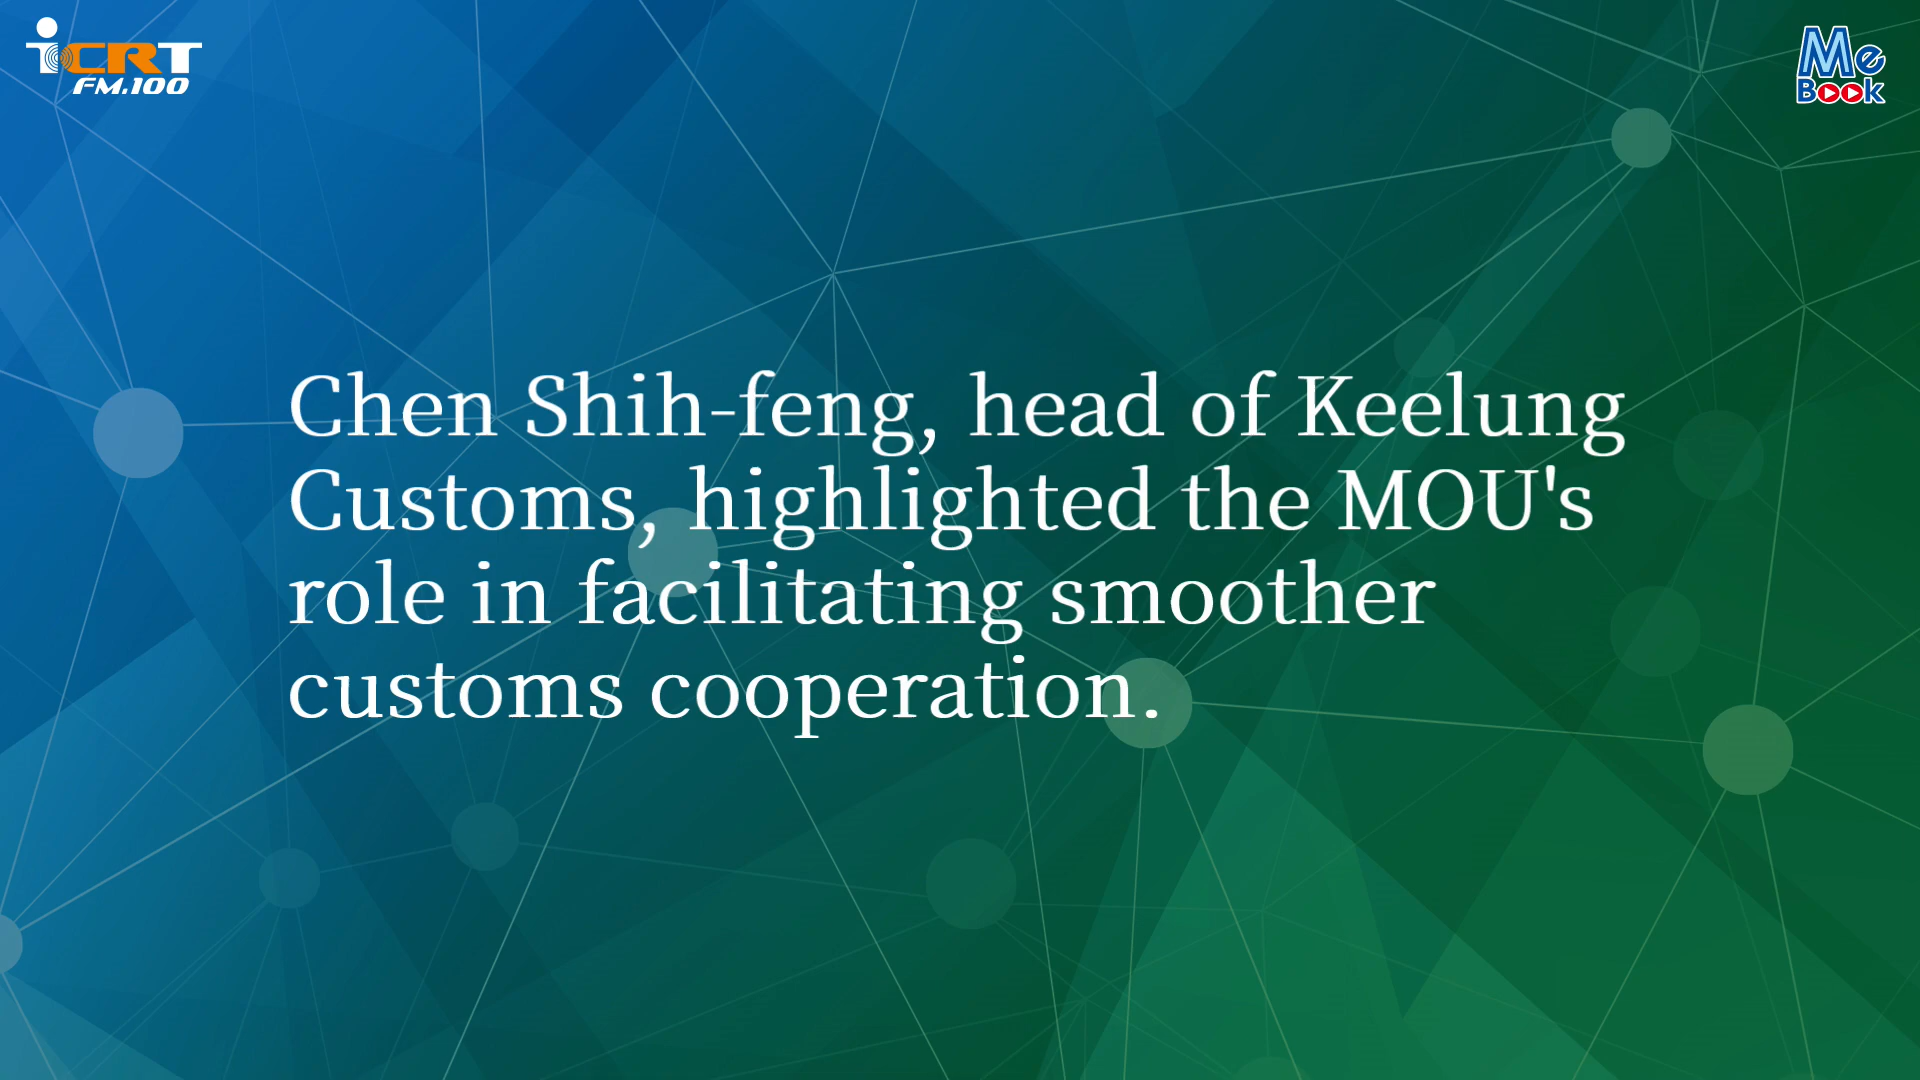 iCRT
FM.100
Me
Book
Chen Shih-feng, head of Keelung
Customs, highlighted the MOU's
role in facilitating smoother
customs cooperation.